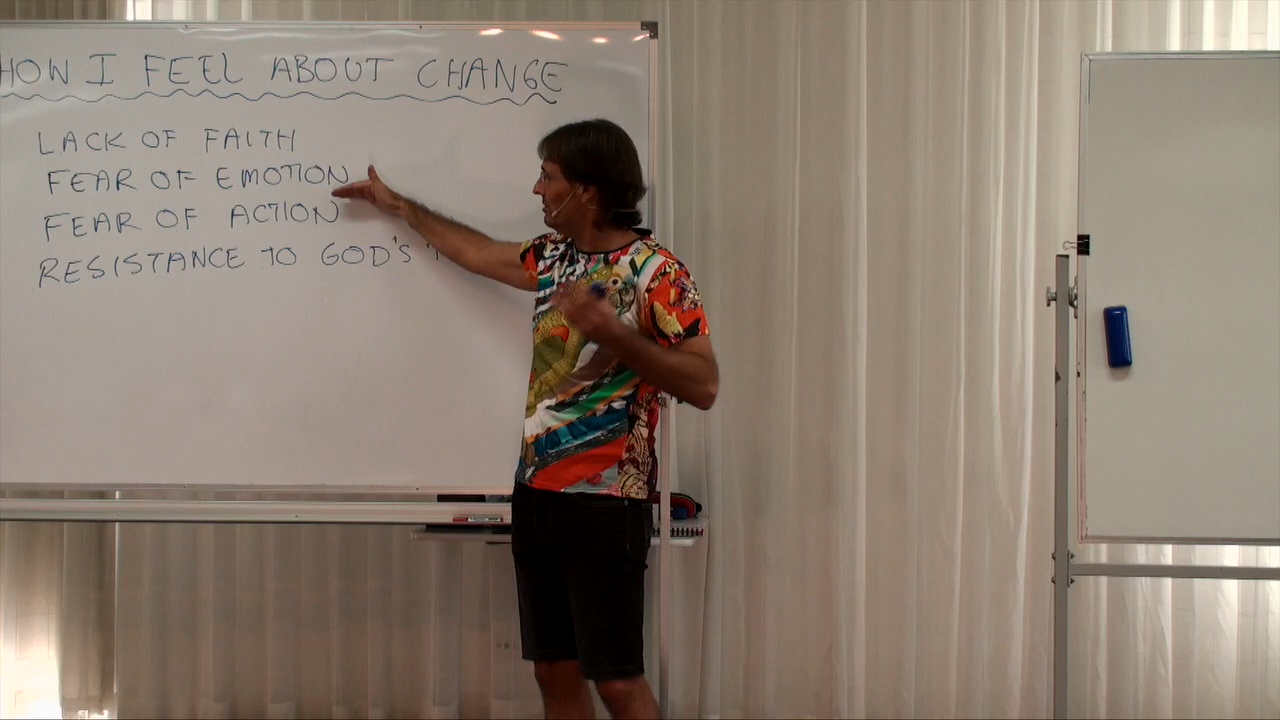 HOW I FEEL ABOUT CHANGE
LACK OF FAITH
FEAR OF EMOTION
FEAR OF ACTION
RESISTANCE TO GOD'S